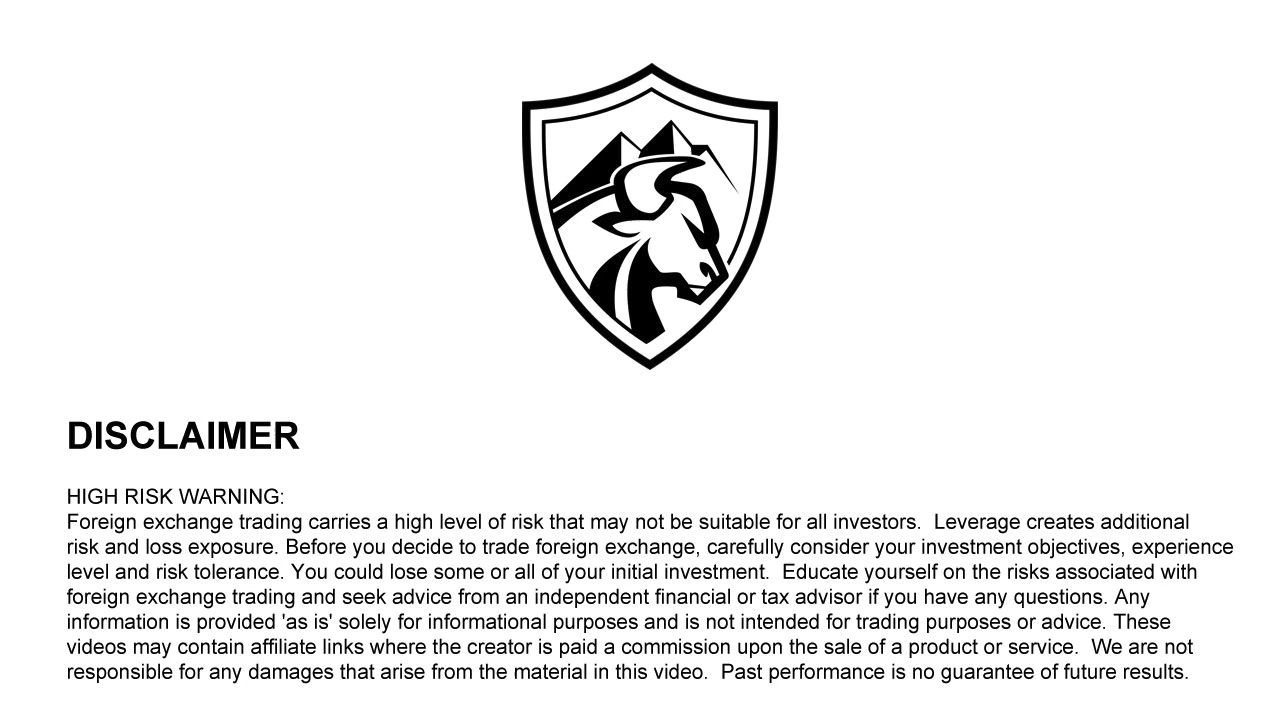 DISCLAIMER
HIGH RISK WARNING:
Foreign exchange trading carries a high level of risk that may not be suitable for all investors.  Leverage creates additional
risk and loss exposure. Before you decide to trade foreign exchange, carefully consider your investment objectives, experience
level and risk tolerance. You could lose some or all of your initial investment.  Educate yourself on the risks associated with
foreign exchange trading and seek advice from an independent financial or tax advisor if you have any questions. Any
information is provided 'as is' solely for informational purposes and is not intended for trading purposes or advice. These
videos may contain affiliate links where the creator is paid a commission upon the sale of a product or service.  We are not
responsible for any damages that arise from the material in this video.  Past performance is no guarantee of future results.